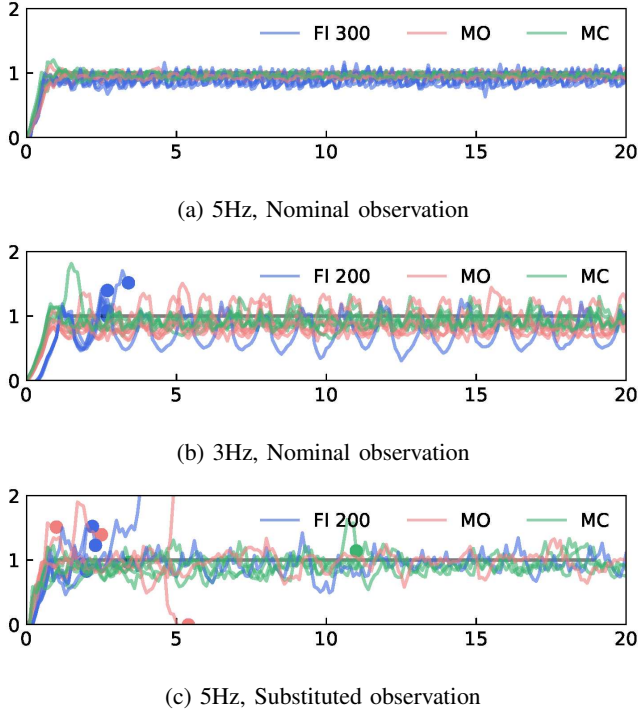 2
FI 300 MO MC
1
0
0 5 10 15 20
(a) 5Hz, Nominal observation
2
FI 200 MO MC
1
0
0 5 10 15 20
(b) 3Hz, Nominal observation
2
FI 200 MO MC
1
0
0 5 10 15 20
(c) 5Hz, Substituted observation